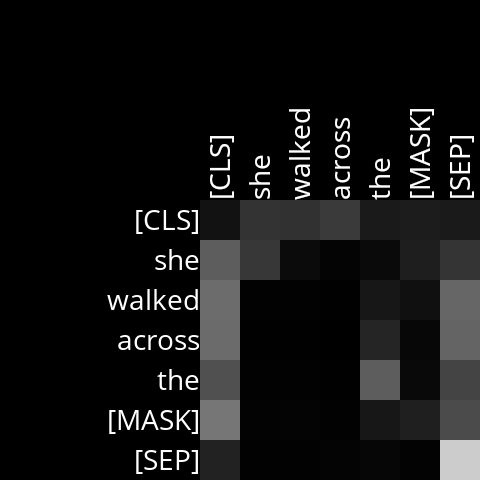 [CLS] she walked across the [MASK] [SEP]
[CLS]
she
walked
across
the
[MASK]
[SEP]